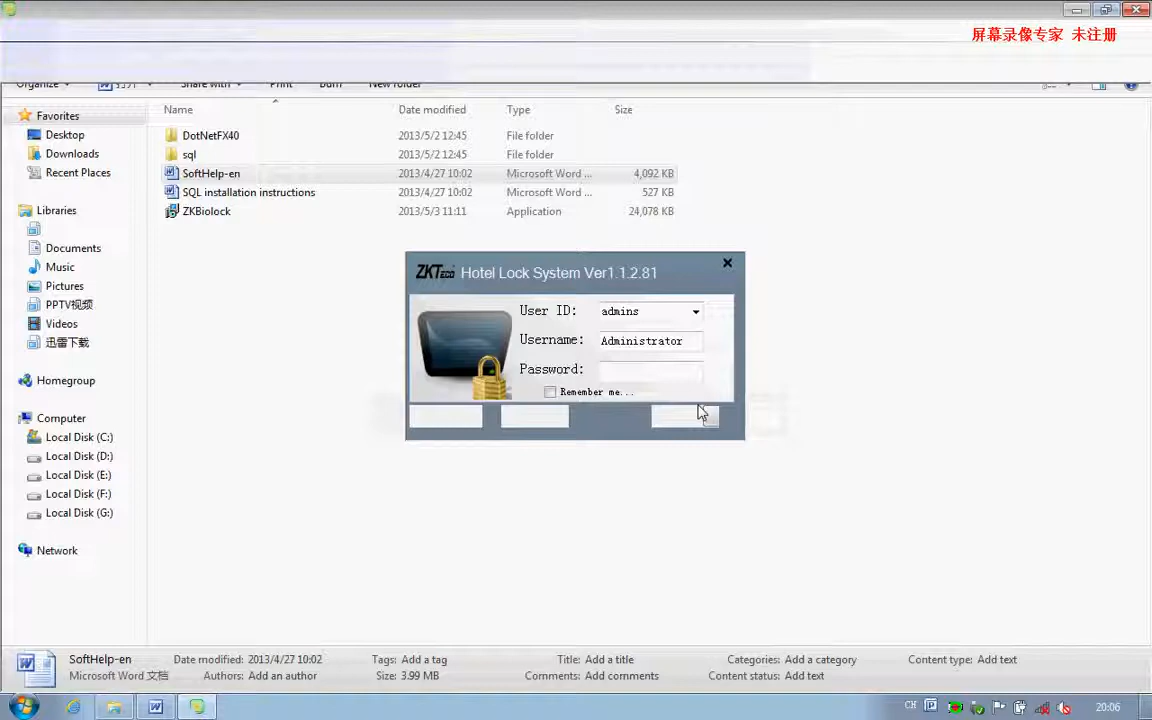 屏幕录像专家 未注册
Organize Share with Print Burn New folder
Name Date modified Type Size
Favorites
Desktop
Downloads
Recent Places
Libraries
Documents
Music
Pictures
PPTV视频
Videos
迅雷下载
Homegroup
Computer
Local Disk (C:)
Local Disk (D:)
Local Disk (E:)
Local Disk (F:)
Local Disk (G:)
Network
DotNetFX40 2013/5/2 12:45 File folder
sql 2013/5/2 12:45 File folder
SoftHelp-en 2013/4/27 10:02 Microsoft Word ... 4,092 KB
SQL installation instructions 2013/4/27 10:02 Microsoft Word ... 527 KB
ZKBiolock 2013/5/3 11:11 Application 24,078 KB
ZKTeco Hotel Lock System Ver1.1.2.81
User ID: admins
Username: Administrator
Password:
Remember me...
SoftHelp-en Date modified: 2013/4/27 10:02 Tags: Add a tag Title: Add a title Categories: Add a category Content type: Add text
Microsoft Word 文档 Authors: Add an author Size: 3.99 MB Comments: Add comments Content status: Add text
CH 20:06